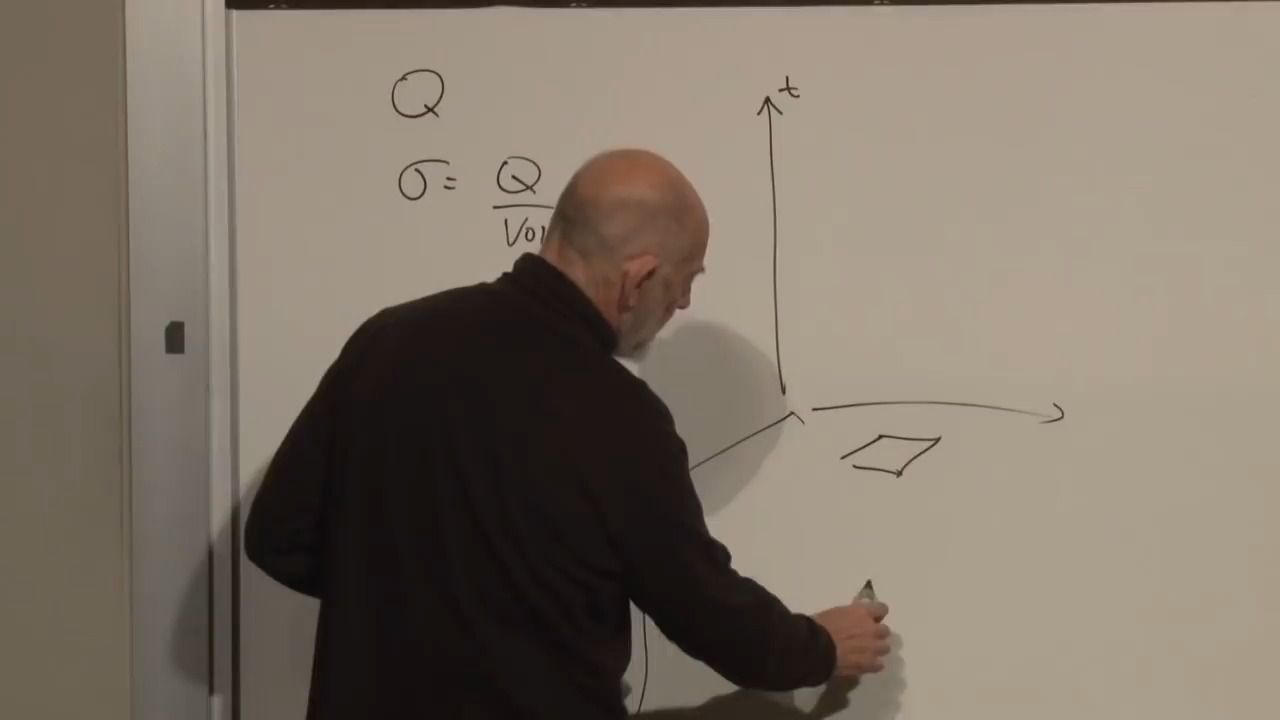 Q
t
σ = Q
Vol